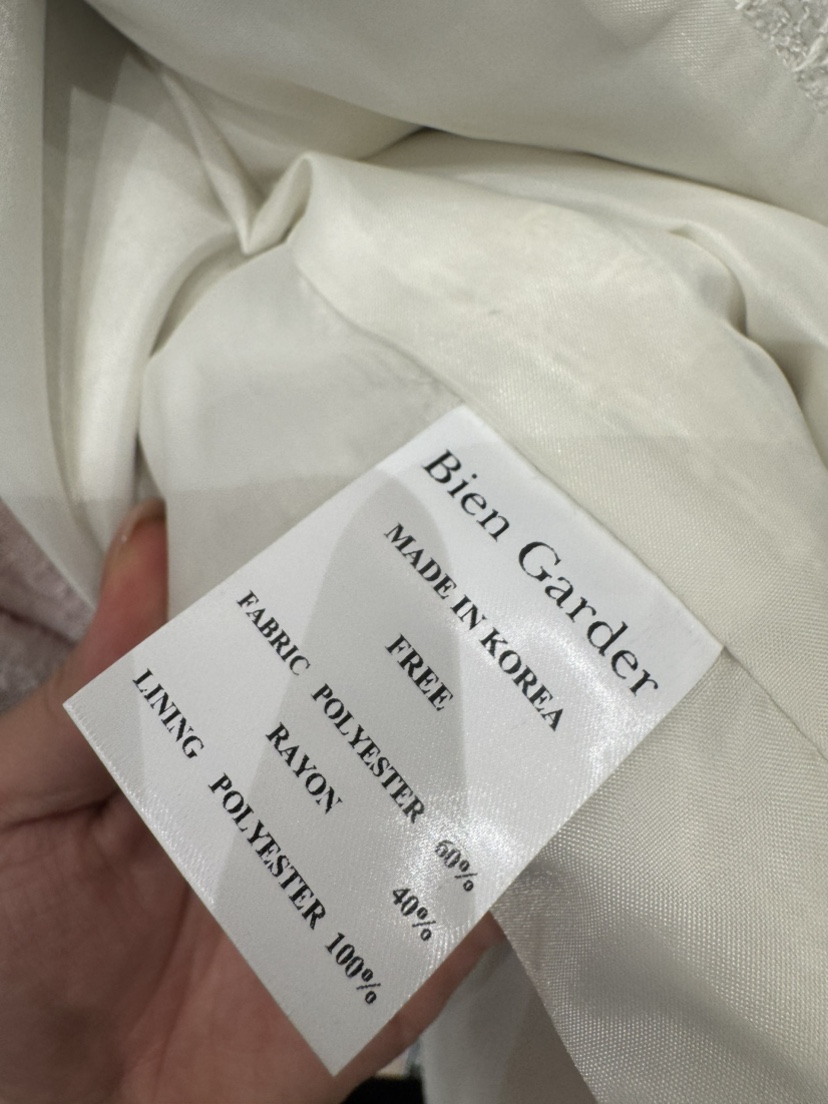 Bien Garder
MADE IN KOREA
FREE
FABRIC POLYESTER 60%
RAYON 40%
LINING POLYESTER 100%